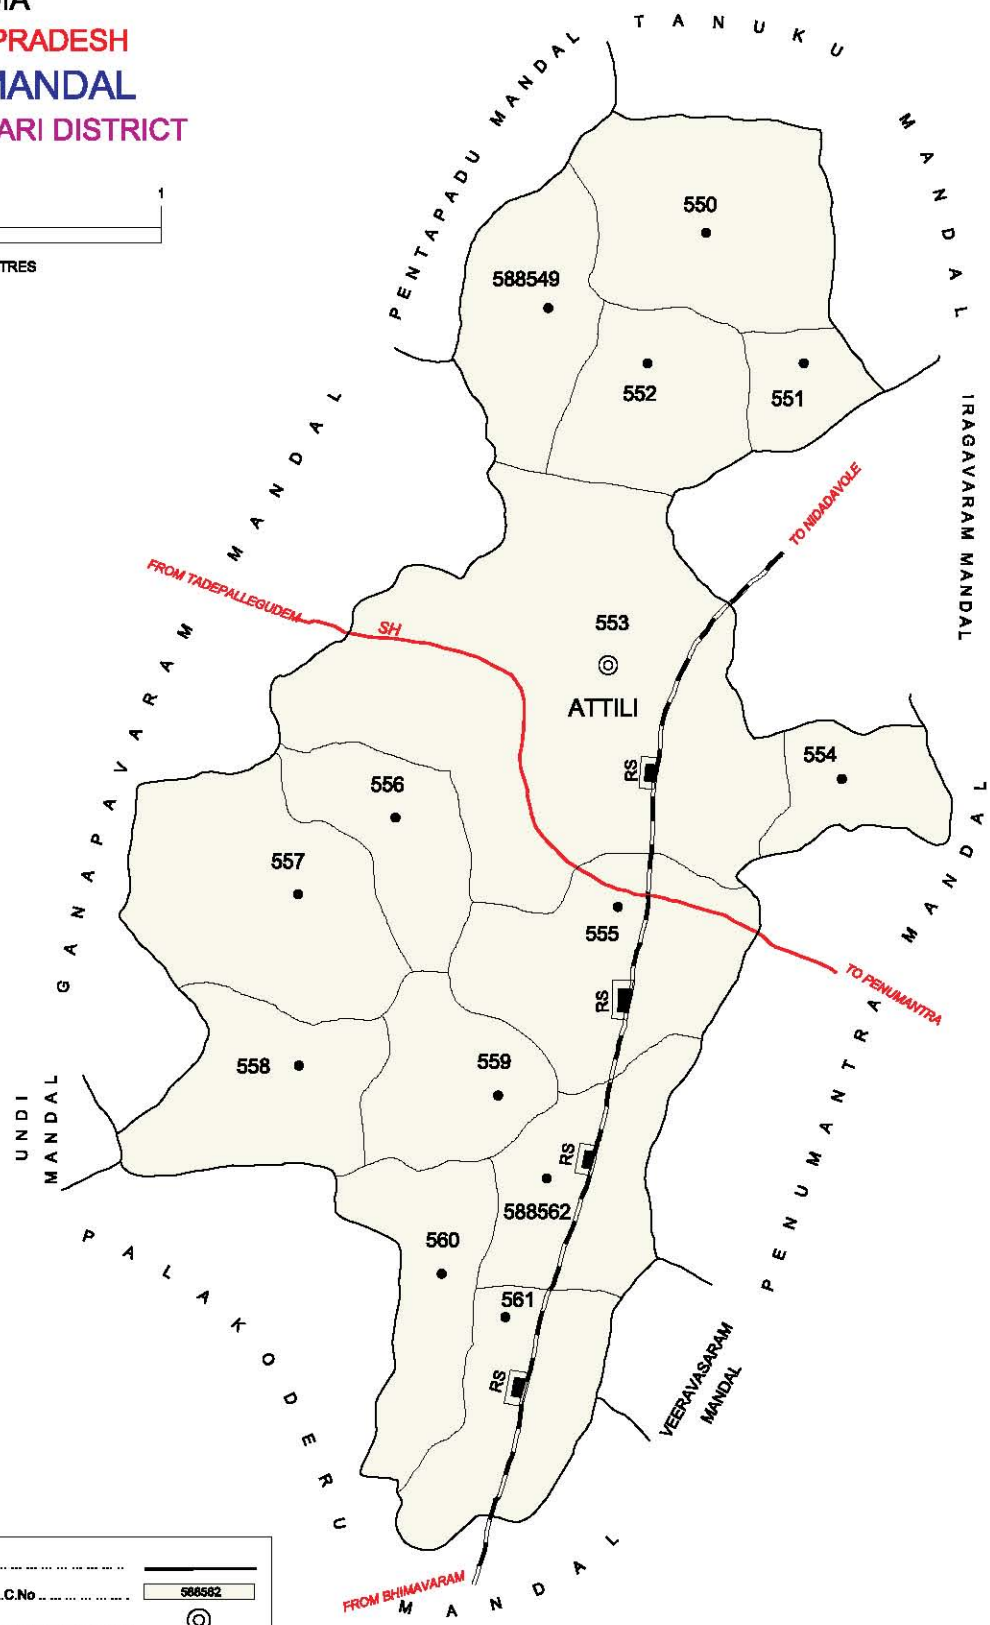 PRADESH
MANDAL
ARI DISTRICT
1
TRES
TANUKU MANDAL
PENTAPADU MANDAL
550
588549
552
551
IRAGAVARAM MANDAL
TO NIDADAVOLE
FROM TADEPALLEGUDEM
SH
553
ATTILI
GANAPAVARAM MANDAL
RS
554
556
557
555
TO PENUMANTRA
RS
PENUMANTRA MANDAL
558
559
UNDI
MANDAL
RS
588562
560
561
RS
VEERAVASARAM
MANDAL
PALAKODERU MANDAL
FROM BHIMAVARAM
.C.No
588562